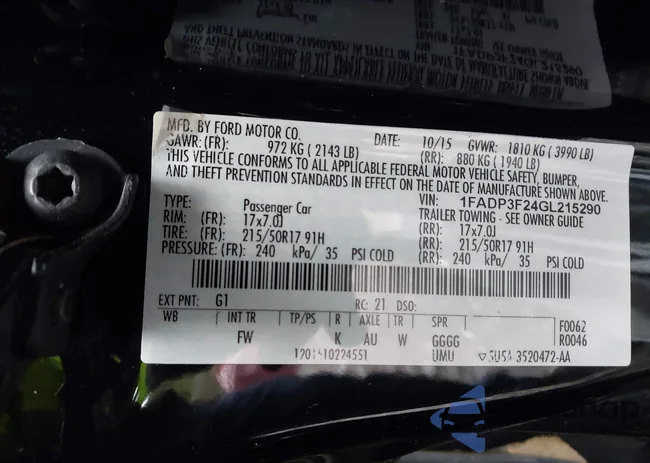 MFD. BY FORD MOTOR CO. DATE: 10/15 GVWR: 1810 KG ( 3990 LB)
GAWR: (FR): 972 KG ( 2143 LB) (RR): 880 KG ( 1940 LB)
THIS VEHICLE CONFORMS TO ALL APPLICABLE FEDERAL MOTOR VEHICLE SAFETY, BUMPER,
AND THEFT PREVENTION STANDARDS IN EFFECT ON THE DATE OF MANUFACTURE SHOWN ABOVE.
VIN: 1FADP3F24GL215290
TYPE: Passenger Car TRAILER TOWING - SEE OWNER GUIDE
RIM: (FR): 17x7.0J (RR): 17x7.0J
TIRE: (FR): 215/50R17 91H (RR): 215/50R17 91H
PRESSURE: (FR): 240 kPa/ 35 PSI COLD (RR): 240 kPa/ 35 PSI COLD
EXT PNT: G1 RC: 21 DSO:
WB INT TR TP/PS R AXLE TR SPR F0062
FW K AU W GGGG R0046
UMU